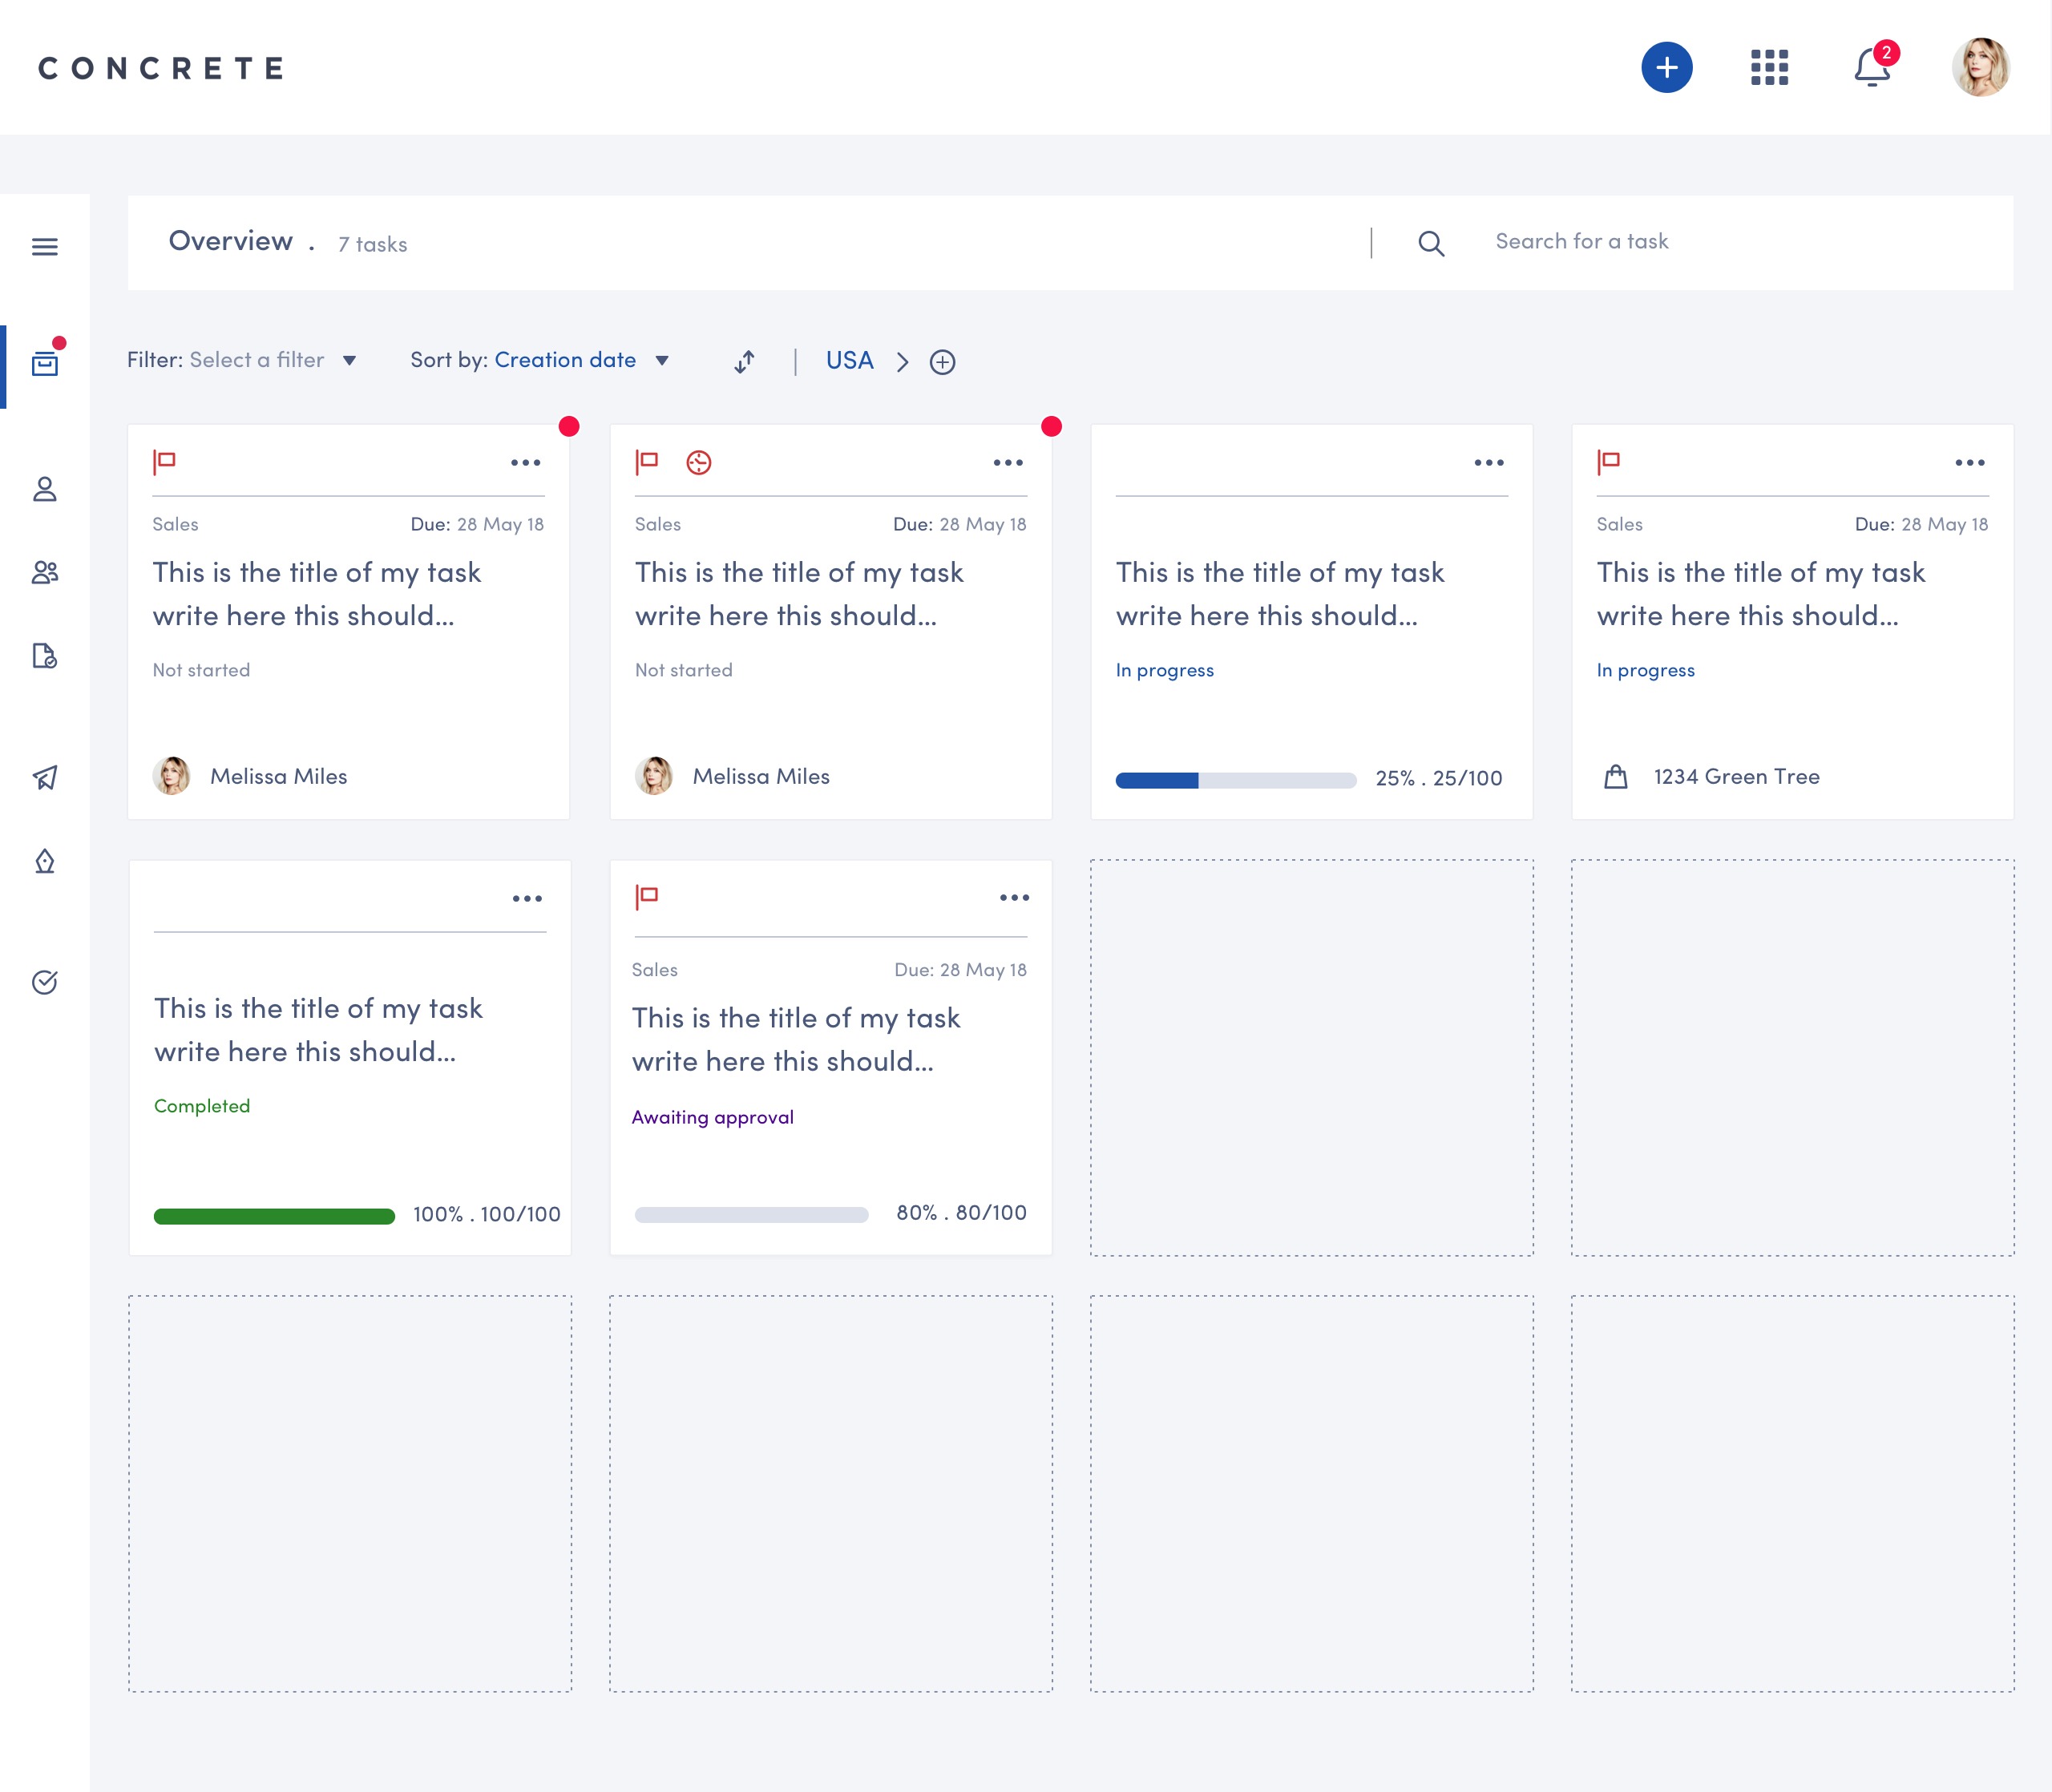 CONCRETE
2
Overview . 7 tasks
Search for a task
Filter: Select a filter
Sort by: Creation date
USA
Sales Due: 28 May 18
This is the title of my task
write here this should...
Not started
Melissa Miles
Sales Due: 28 May 18
This is the title of my task
write here this should...
Not started
Melissa Miles
This is the title of my task
write here this should...
In progress
25% . 25/100
Sales Due: 28 May 18
This is the title of my task
write here this should...
In progress
1234 Green Tree
This is the title of my task
write here this should...
Completed
100% . 100/100
Sales Due: 28 May 18
This is the title of my task
write here this should...
Awaiting approval
80% . 80/100